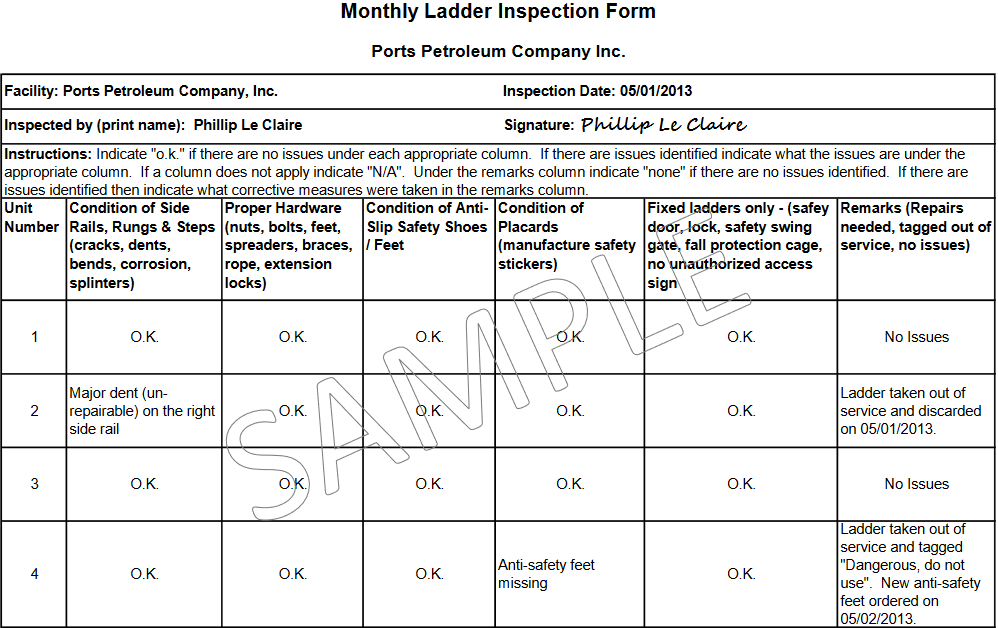 Monthly Ladder Inspection Form
Ports Petroleum Company Inc.
Facility: Ports Petroleum Company, Inc. Inspection Date: 05/01/2013
Inspected by (print name): Phillip Le Claire Signature: Phillip Le Claire
Instructions: Indicate "o.k." if there are no issues under each appropriate column. If there are issues identified indicate what the issues are under the
appropriate column. If a column does not apply indicate "N/A". Under the remarks column indicate "none" if there are no issues identified. If there are
issues identified then indicate what corrective measures were taken in the remarks column.
Unit
Number
Condition of Side
Rails, Rungs & Steps
(cracks, dents,
bends, corrosion,
splinters)
Proper Hardware
(nuts, bolts, feet,
spreaders, braces,
rope, extension
locks)
Condition of Anti-
Slip Safety Shoes
/ Feet
Condition of
Placards
(manufacture safety
stickers)
Fixed ladders only - (safey
door, lock, safety swing
gate, fall protection cage,
no unauthorized access
sign
Remarks (Repairs
needed, tagged out of
service, no issues)
1
O.K.
O.K.
O.K.
O.K.
O.K.
No Issues
2
Major dent (un-
repairable) on the right
side rail
O.K.
O.K.
O.K.
O.K.
Ladder taken out of
service and discarded
on 05/01/2013.
3
O.K.
O.K.
O.K.
O.K.
O.K.
No Issues
4
O.K.
O.K.
O.K.
Anti-safety feet
missing
O.K.
Ladder taken out of
service and tagged
"Dangerous, do not
use". New anti-safety
feet ordered on
05/02/2013.
SAMPLE